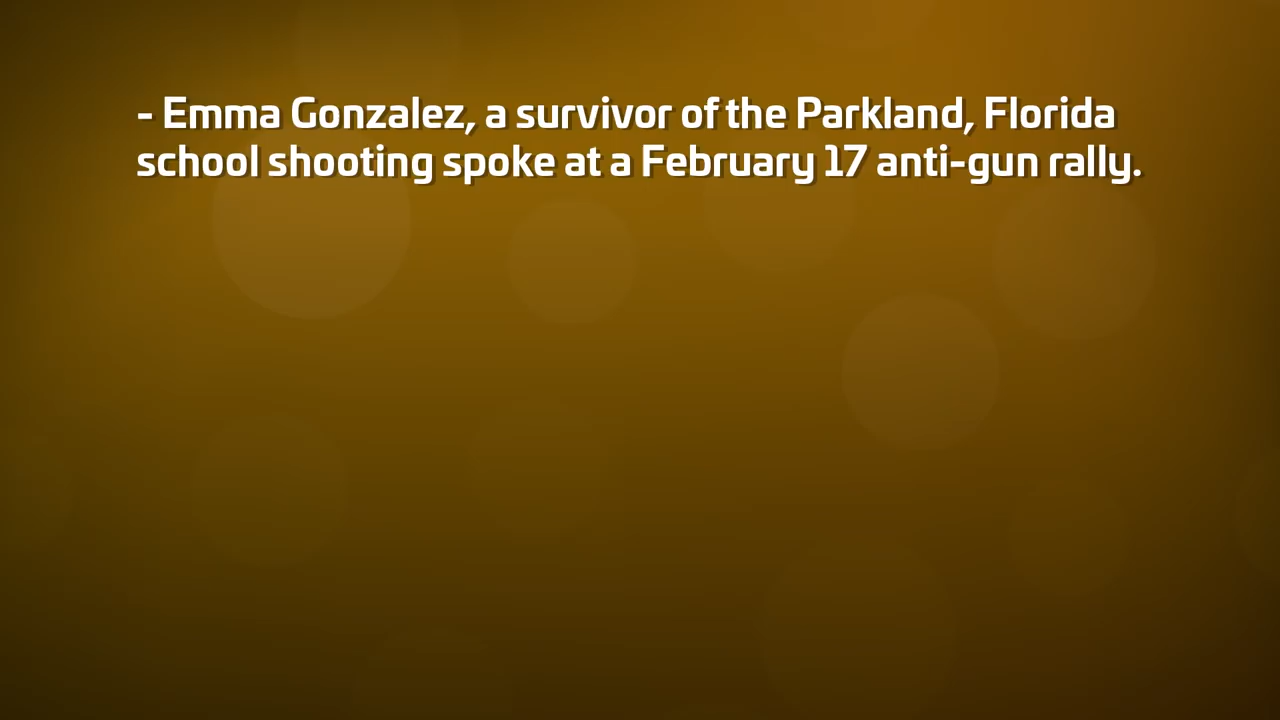 - Emma Gonzalez, a survivor of the Parkland, Florida
school shooting spoke at a February 17 anti-gun rally.